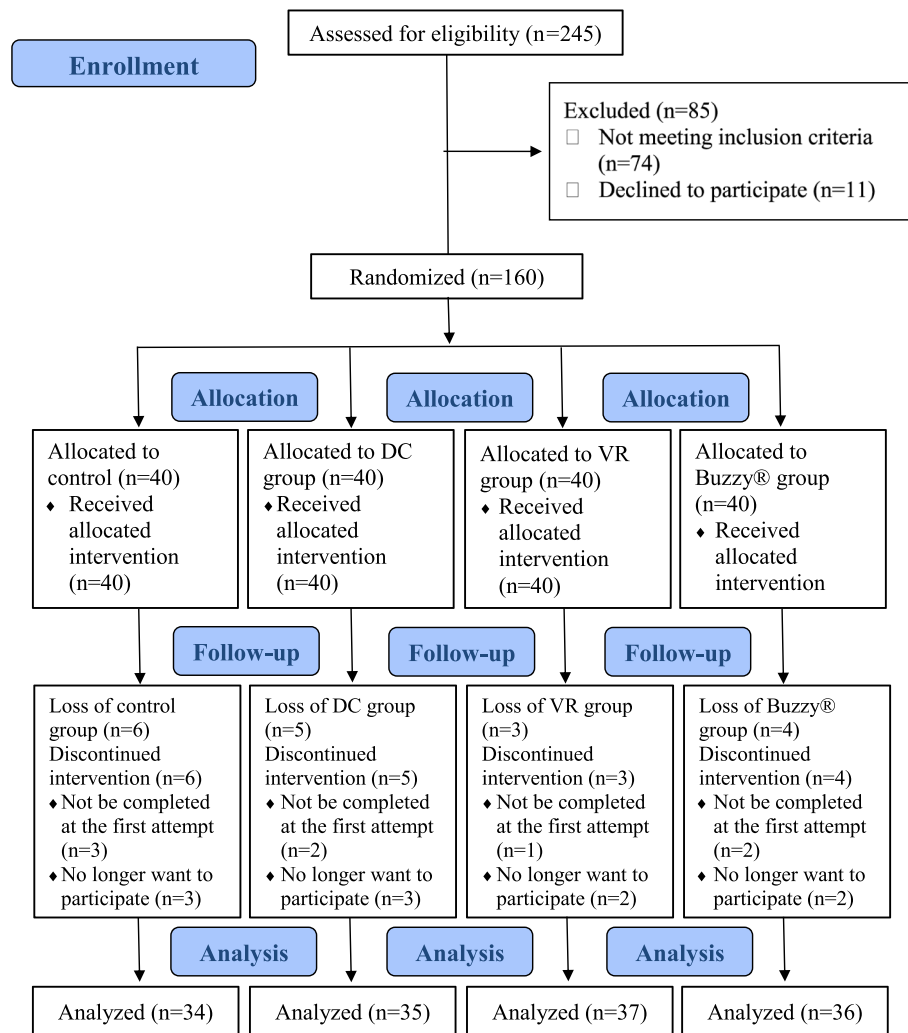 Assessed for eligibility (n=245)
Enrollment
Excluded (n=85)
□ Not meeting inclusion criteria
(n=74)
□ Declined to participate (n=11)
Randomized (n=160)
Allocation
Allocation
Allocation
Allocated to
control (n=40)
♦ Received
allocated
intervention
(n=40)
Allocated to DC
group (n=40)
♦ Received
allocated
intervention
(n=40)
Allocated to VR
group (n=40)
♦ Received
allocated
intervention
(n=40)
Allocated to
Buzzy® group
(n=40)
♦ Received
allocated
intervention
Follow-up
Follow-up
Follow-up
Loss of control
group (n=6)
Discontinued
intervention (n=6)
♦ Not be completed
at the first attempt
(n=3)
♦ No longer want to
participate (n=3)
Loss of DC group
(n=5)
Discontinued
intervention (n=5)
♦ Not be completed
at the first attempt
(n=2)
♦ No longer want to
participate (n=3)
Loss of VR group
(n=3)
Discontinued
intervention (n=3)
♦ Not be completed
at the first attempt
(n=1)
♦ No longer want to
participate (n=2)
Loss of Buzzy®
group (n=4)
Discontinued
intervention (n=4)
♦ Not be completed
at the first attempt
(n=2)
♦ No longer want to
participate (n=2)
Analysis
Analysis
Analysis
Analyzed (n=34)
Analyzed (n=35)
Analyzed (n=37)
Analyzed (n=36)